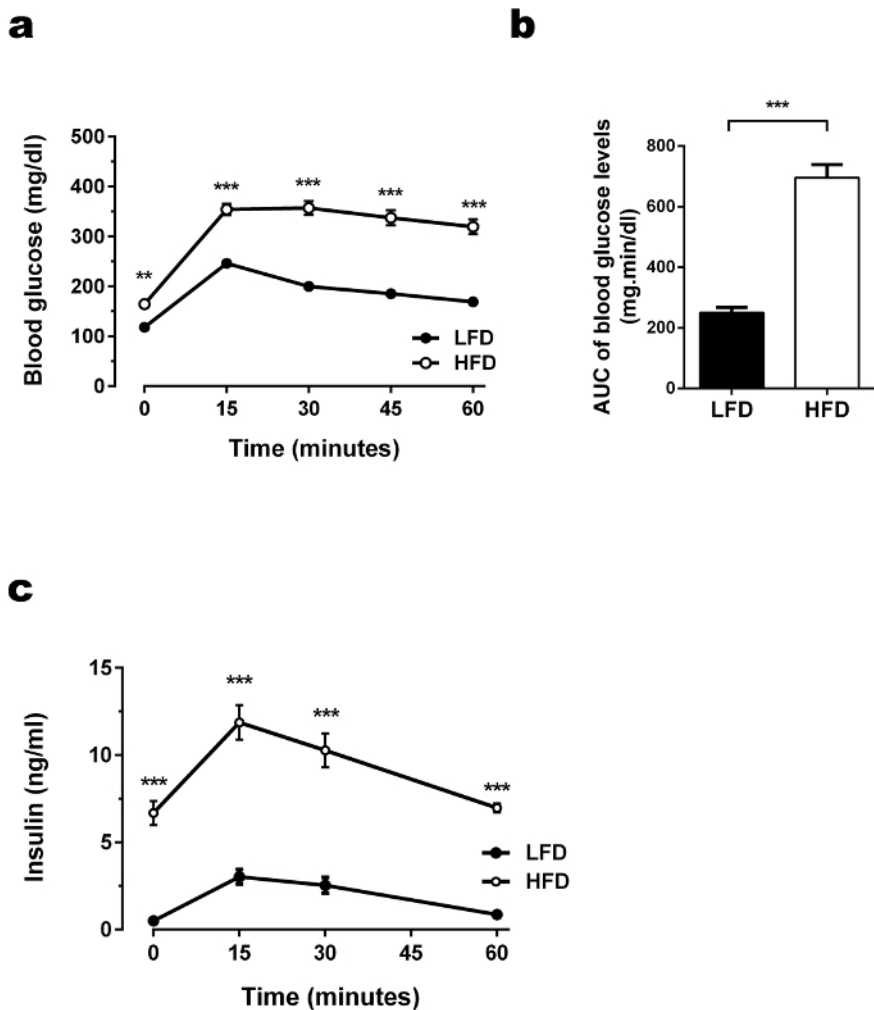 a
b
Blood glucose (mg/dl)
500
400
300
200
100
0
**
***
***
***
***
LFD
HFD
0 15 30 45 60
Time (minutes)
AUC of blood glucose levels
(mg.min/dl)
***
800
600
400
200
0
LFD HFD
c
Insulin (ng/ml)
15
10
5
0
***
***
***
***
LFD
HFD
0 15 30 45 60
Time (minutes)